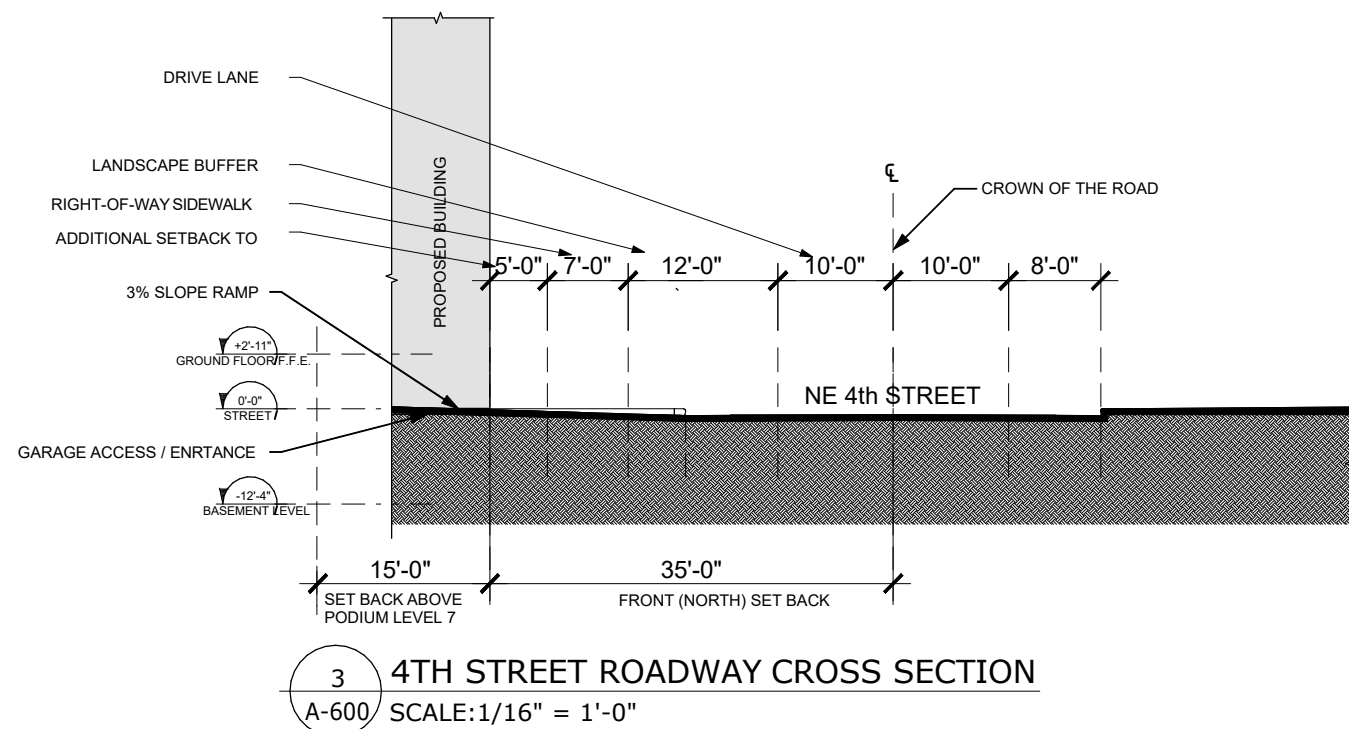 DRIVE LANE
LANDSCAPE BUFFER
RIGHT-OF-WAY SIDEWALK
ADDITIONAL SETBACK TO
3% SLOPE RAMP
+2'-11"
GROUND FLOOR/F.F.E.
0'-0"
STREET
GARAGE ACCESS / ENRTANCE
-12'-4"
BASEMENT LEVEL
PROPOSED BUILDING
℄
CROWN OF THE ROAD
5'-0" 7'-0" 12'-0" 10'-0" 10'-0" 8'-0"
NE 4th STREET
15'-0" 35'-0"
SET BACK ABOVE
PODIUM LEVEL 7
FRONT (NORTH) SET BACK
3
A-600
4TH STREET ROADWAY CROSS SECTION
SCALE:1/16" = 1'-0"